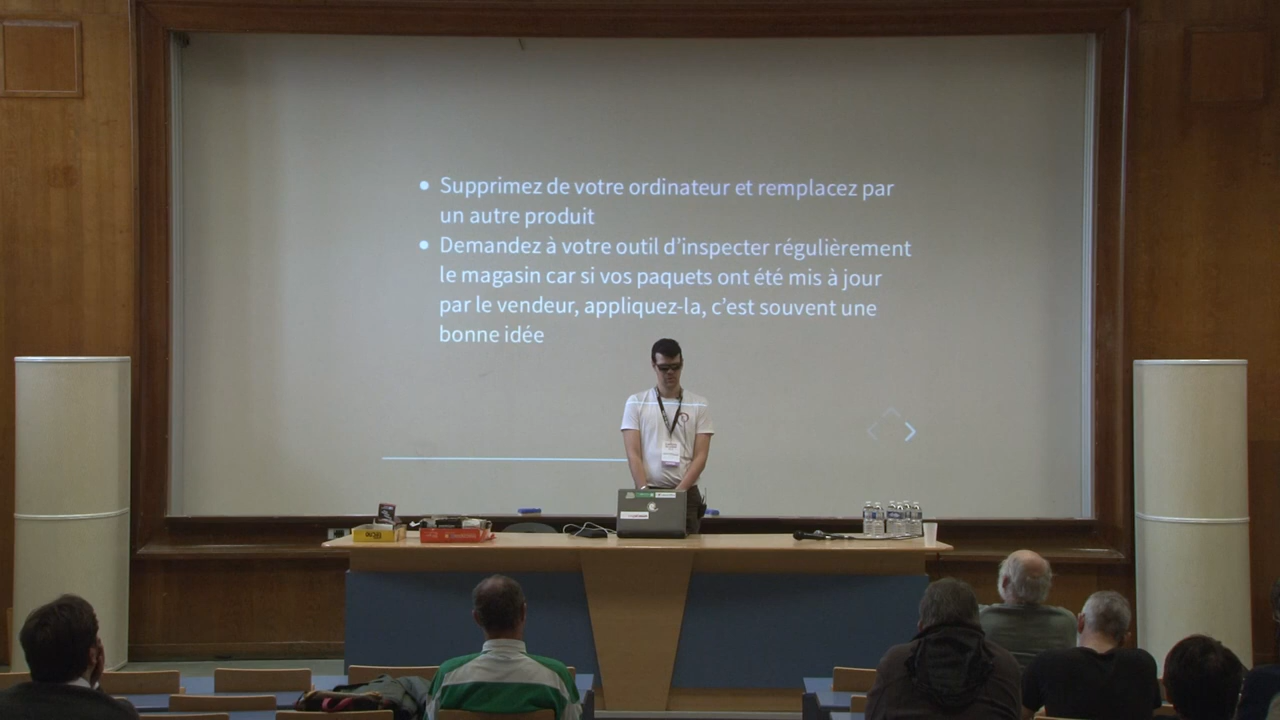 • Supprimez de votre ordinateur et remplacez par
un autre produit
• Demandez à votre outil d’inspecter régulièrement
le magasin car si vos paquets ont été mis à jour
par le vendeur, appliquez-la, c’est souvent une
bonne idée